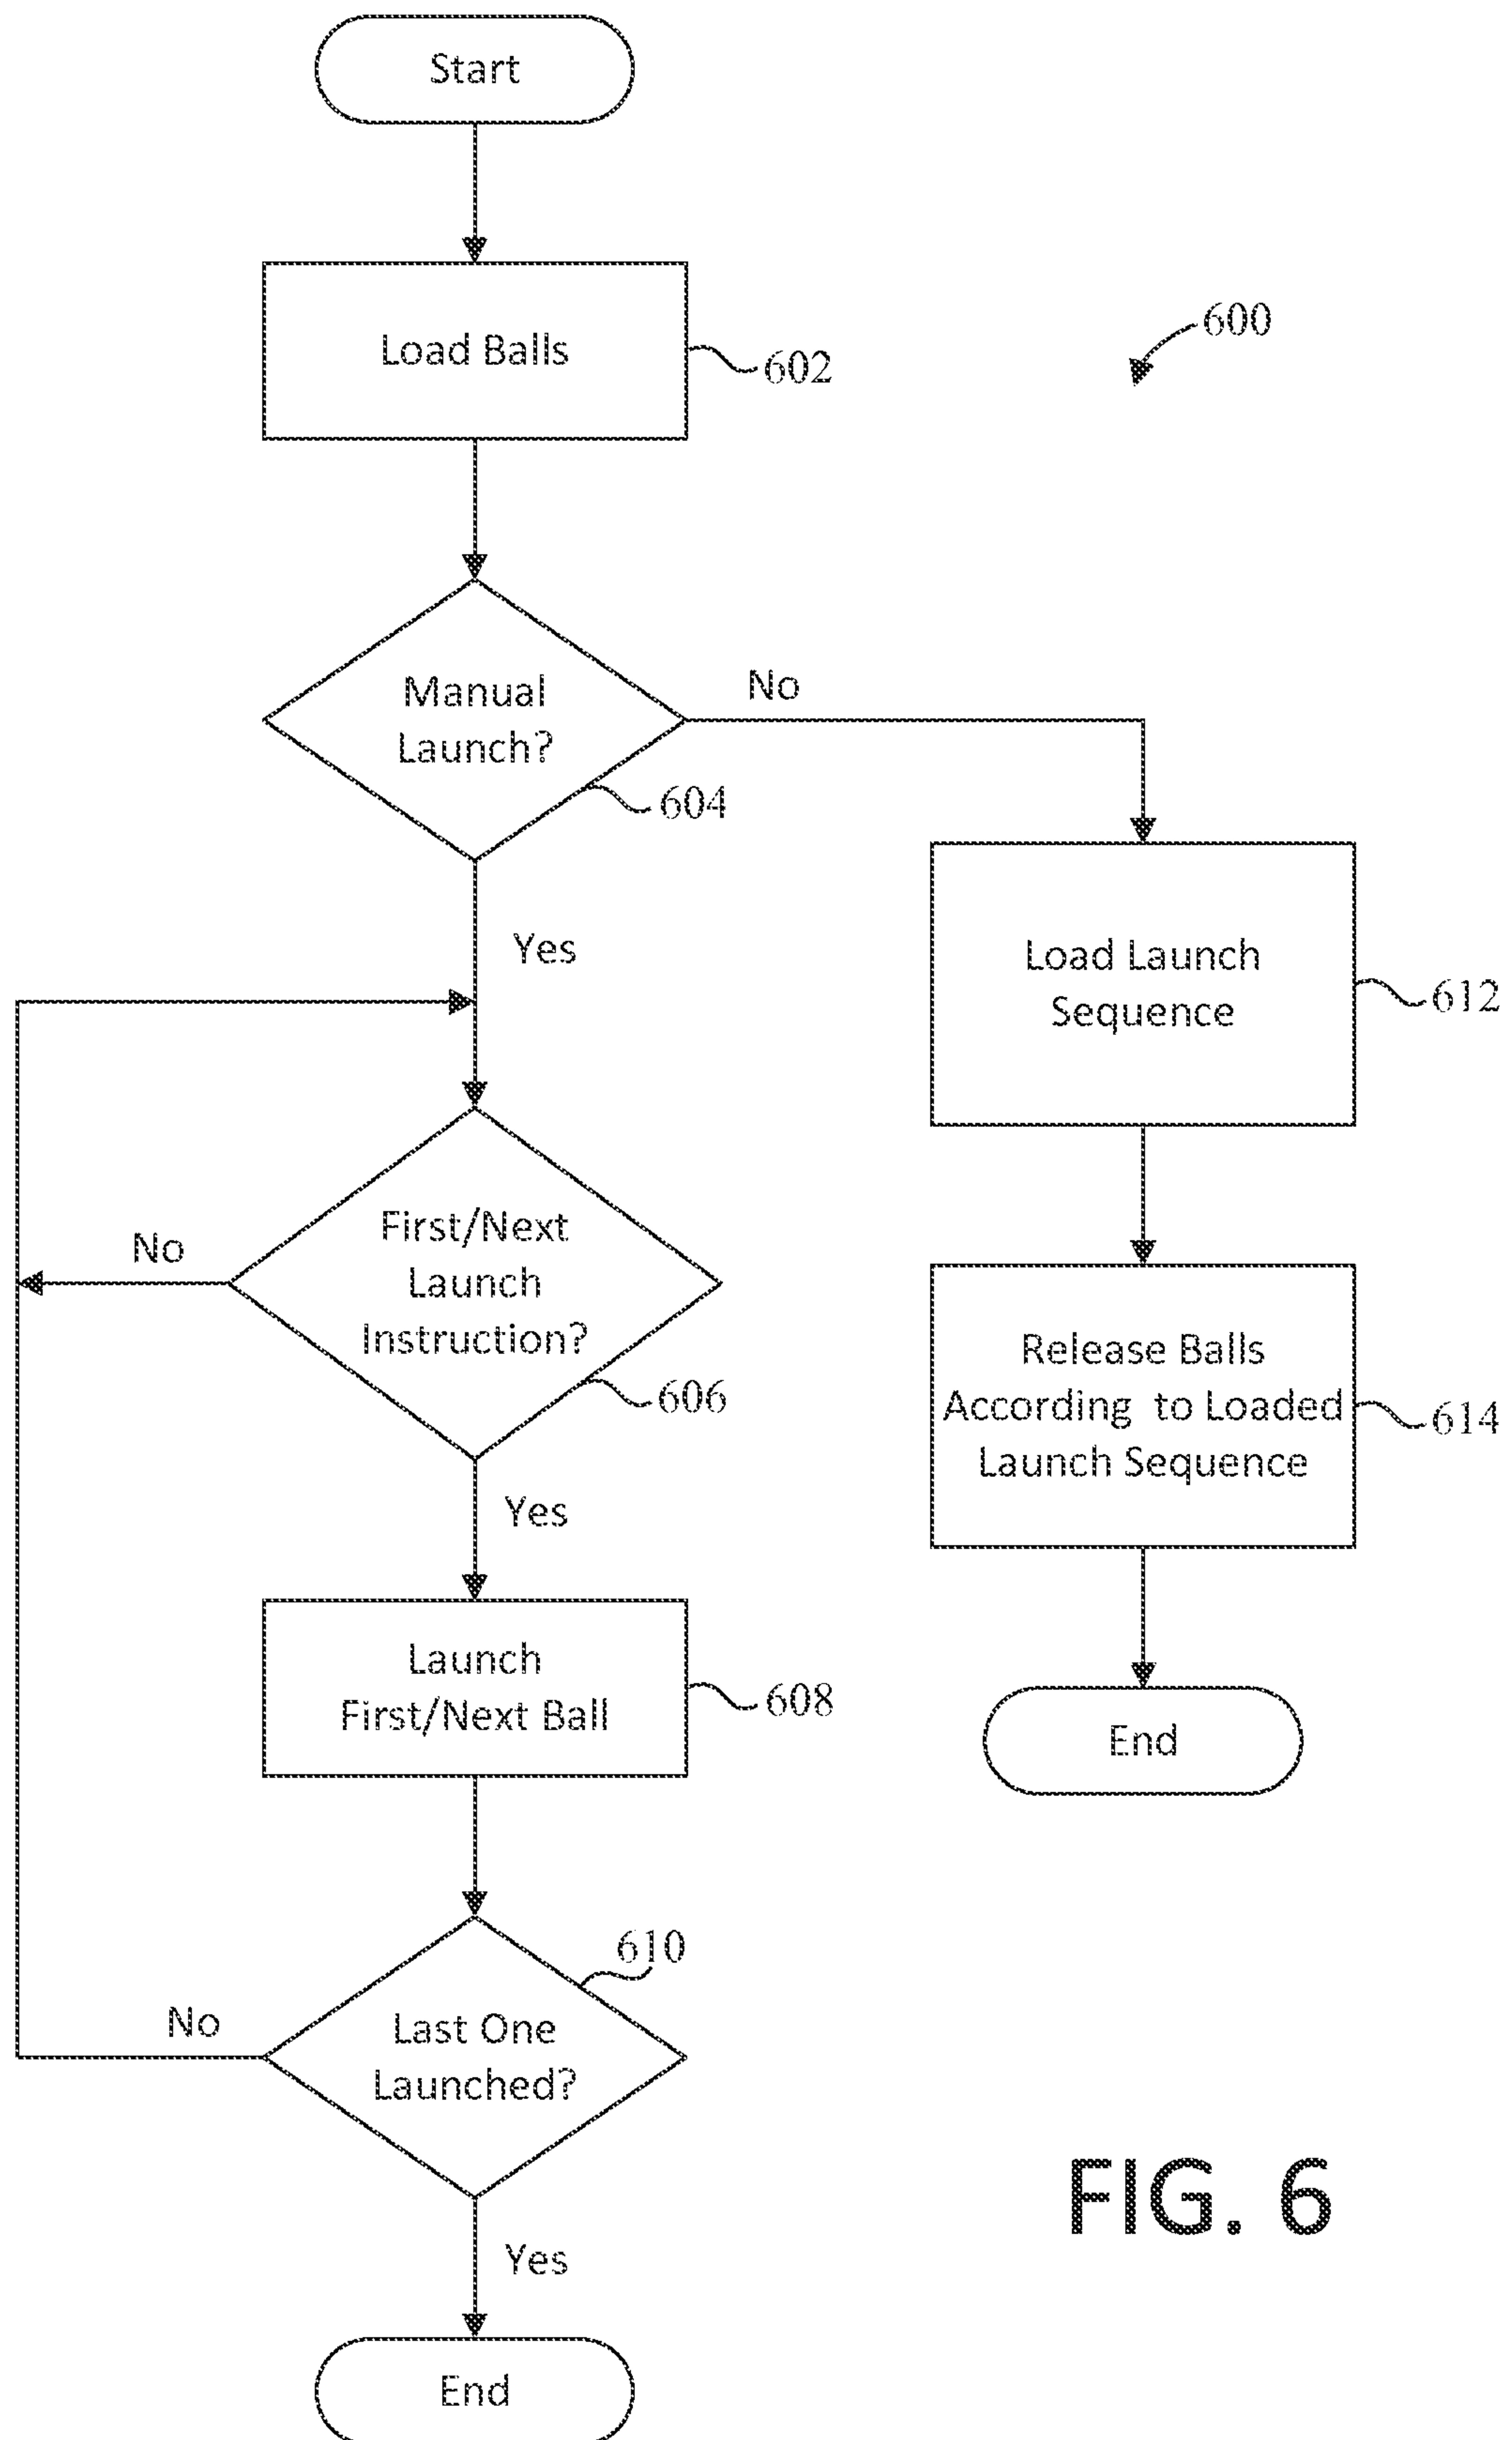 Start
Load Balls
602
600
Manual
Launch?
No
604
Yes
Load Launch
Sequence
612
First/Next
Launch
Instruction?
No
606
Yes
Release Balls
According to Loaded
Launch Sequence
614
Launch
First/Next Ball
608
End
610
Last One
Launched?
No
Yes
End
FIG. 6